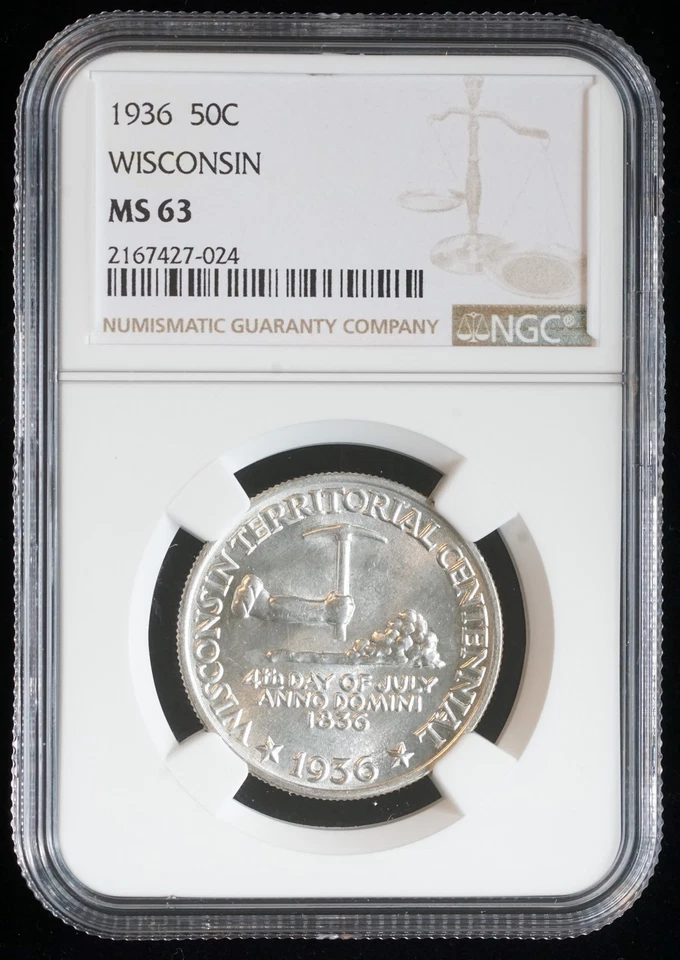 1936 50C
WISCONSIN
MS 63
2167427-024
NUMISMATIC GUARANTY COMPANY
NGC®
WISCONSIN TERRITORIAL CENTENNIAL
4th DAY OF JULY
ANNO DOMINI
1836
★ 1936 ★